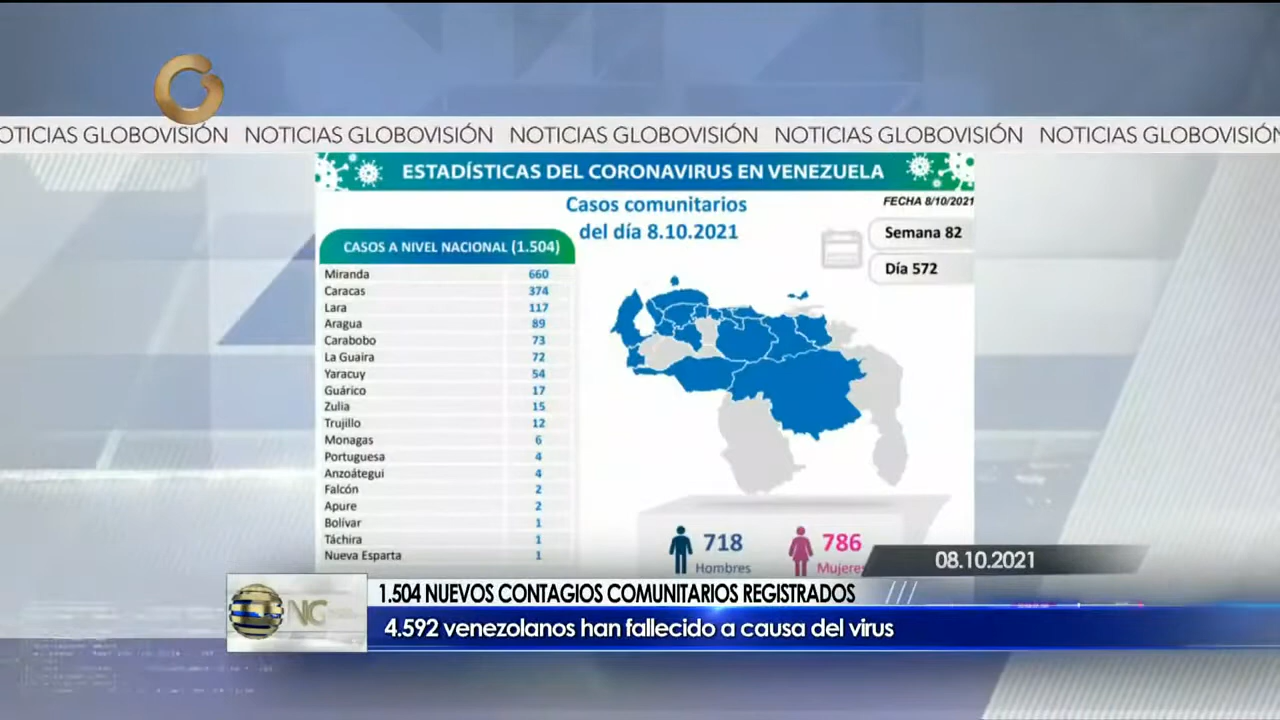 OTICIAS GLOBOVISIÓN NOTICIAS GLOBOVISIÓN NOTICIAS GLOBOVISIÓN NOTICIAS GLOBOVISIÓN NOTICIAS GLOBOVISIÓN
ESTADÍSTICAS DEL CORONAVIRUS EN VENEZUELA
Casos comunitarios
del día 8.10.2021
FECHA 8/10/2021
Semana 82
Día 572
CASOS A NIVEL NACIONAL (1.504)
Miranda 660
Caracas 374
Lara 117
Aragua 89
Carabobo 73
La Guaira 72
Yaracuy 54
Guárico 17
Zulia 15
Trujillo 12
Monagas 6
Portuguesa 4
Anzoátegui 4
Falcón 2
Apure 2
Bolívar 1
Táchira 1
Nueva Esparta 1
718
Hombres
786
Mujeres
08.10.2021
1.504 NUEVOS CONTAGIOS COMUNITARIOS REGISTRADOS
NG
4.592 venezolanos han fallecido a causa del virus